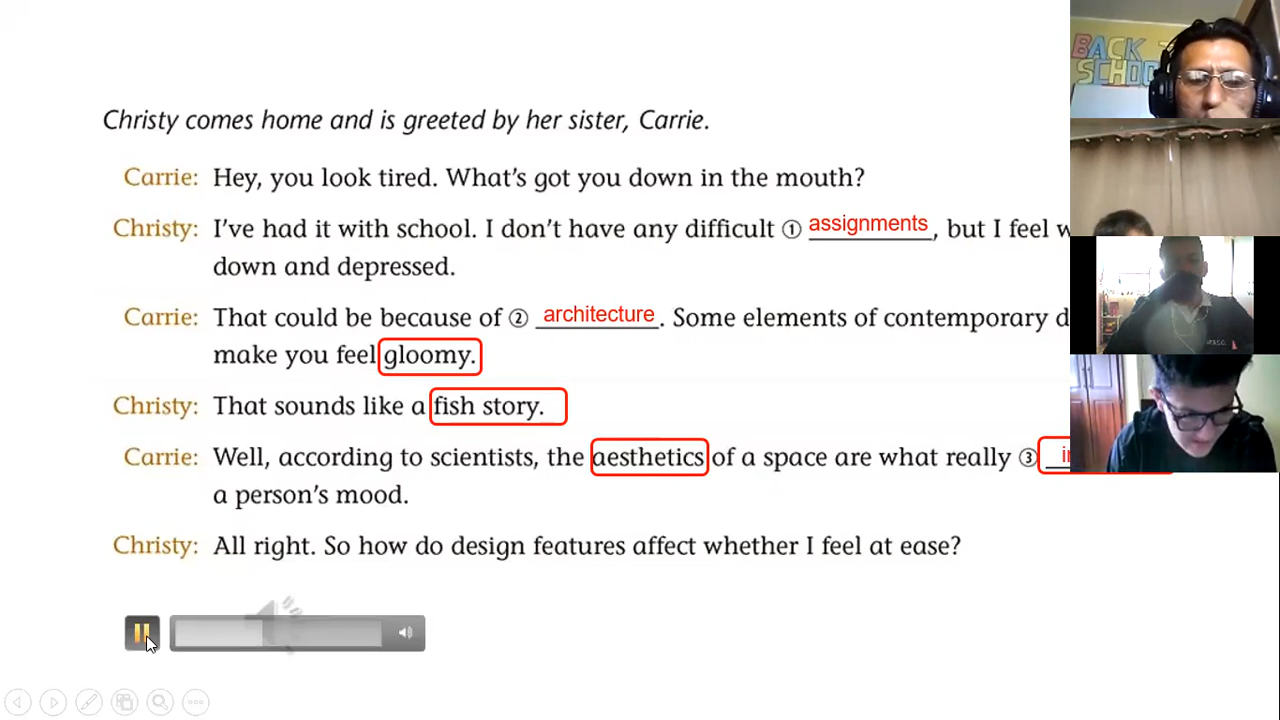 Christy comes home and is greeted by her sister, Carrie.
Carrie: Hey, you look tired. What's got you down in the mouth?
Christy: I've had it with school. I don't have any difficult ① assignments, but I feel
down and depressed.
Carrie: That could be because of ② architecture. Some elements of contemporary
make you feel gloomy.
Christy: That sounds like a fish story.
Carrie: Well, according to scientists, the aesthetics of a space are what really ③
a person's mood.
Christy: All right. So how do design features affect whether I feel at ease?
BACK
SCHOO